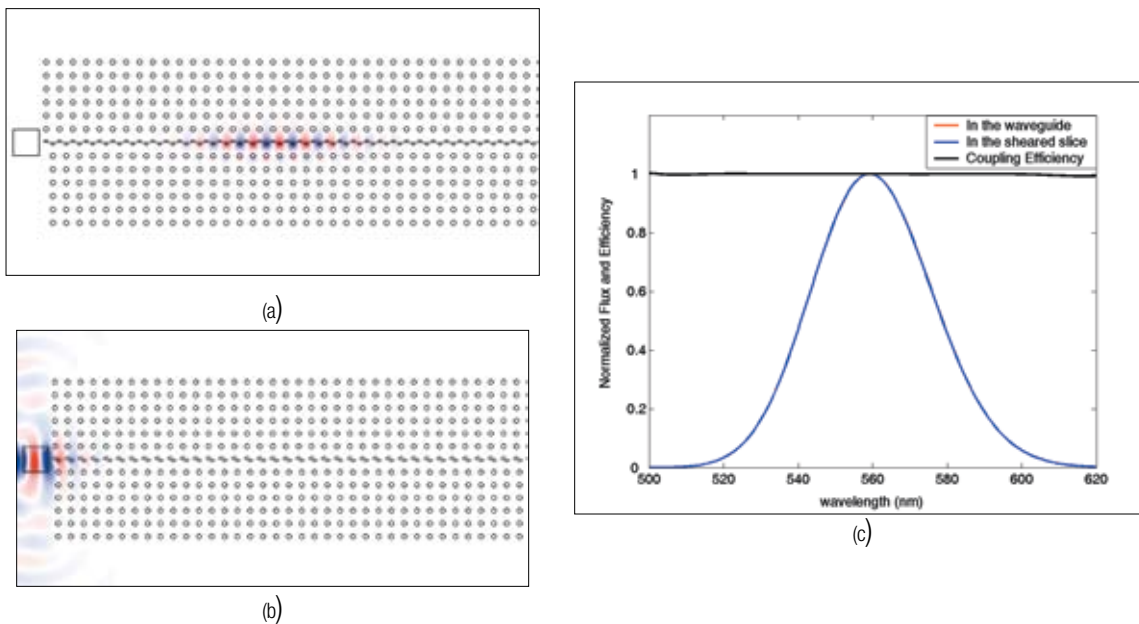 (a)
(b)
In the waveguide
In the sheared slice
Coupling Efficiency
Normalized Flux and Efficiency
1
0.8
0.6
0.4
0.2
0
500 520 540 560 580 600 620
wavelength (nm)
(c)